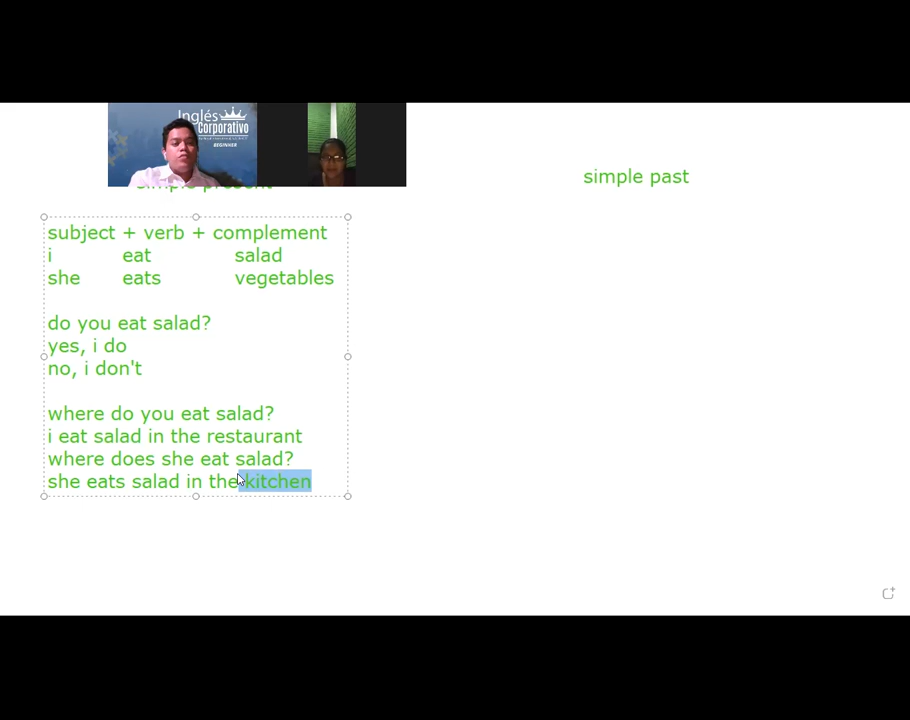 Inglés
Corporativo
BEGINNER
simple present
simple past
subject + verb + complement
i eat salad
she eats vegetables
do you eat salad?
yes, i do
no, i don't
where do you eat salad?
i eat salad in the restaurant
where does she eat salad?
she eats salad in the kitchen